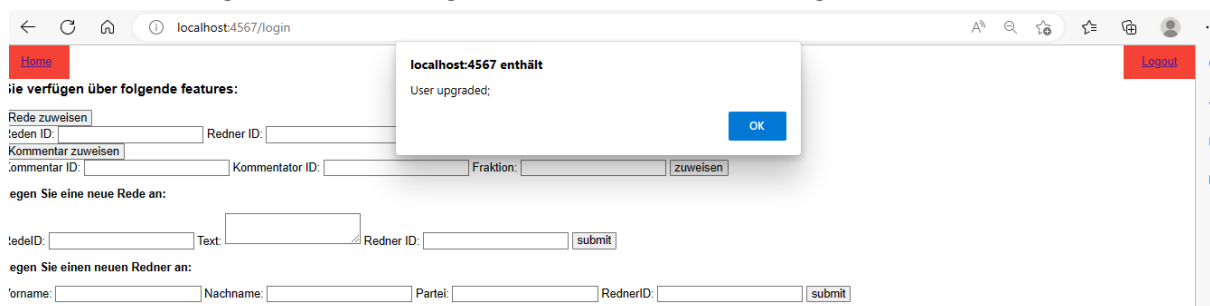 localhost:4567/login
Home
Logout
localhost:4567 enthält
User upgraded;
OK
ie verfügen über folgende features:
Rede zuweisen
eden ID: Redner ID:
Kommentar zuweisen
ommentar ID: Kommentator ID: Fraktion: zuweisen
egen Sie eine neue Rede an:
edeID: Text: Redner ID: submit
egen Sie einen neuen Redner an:
orname: Nachname: Partei: RednerID: submit